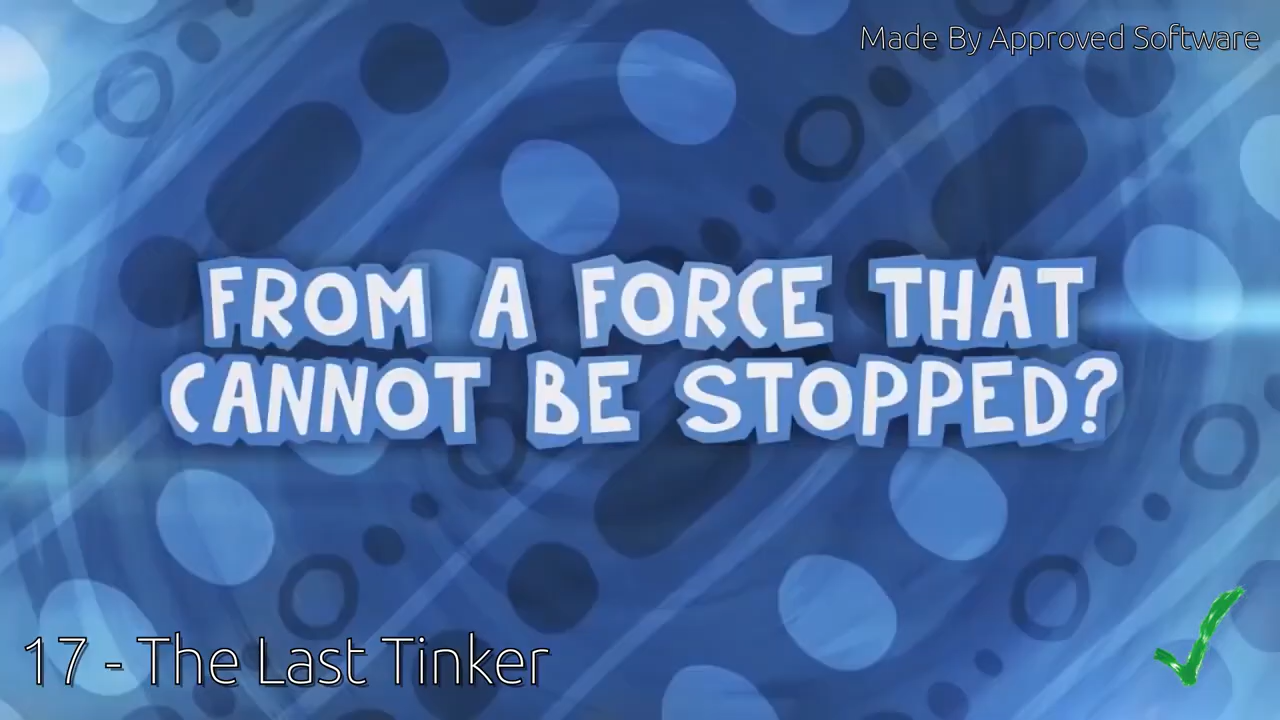 Made By Approved Software
FROM A FORCE THAT
CANNOT BE STOPPED?
17 - The Last Tinker